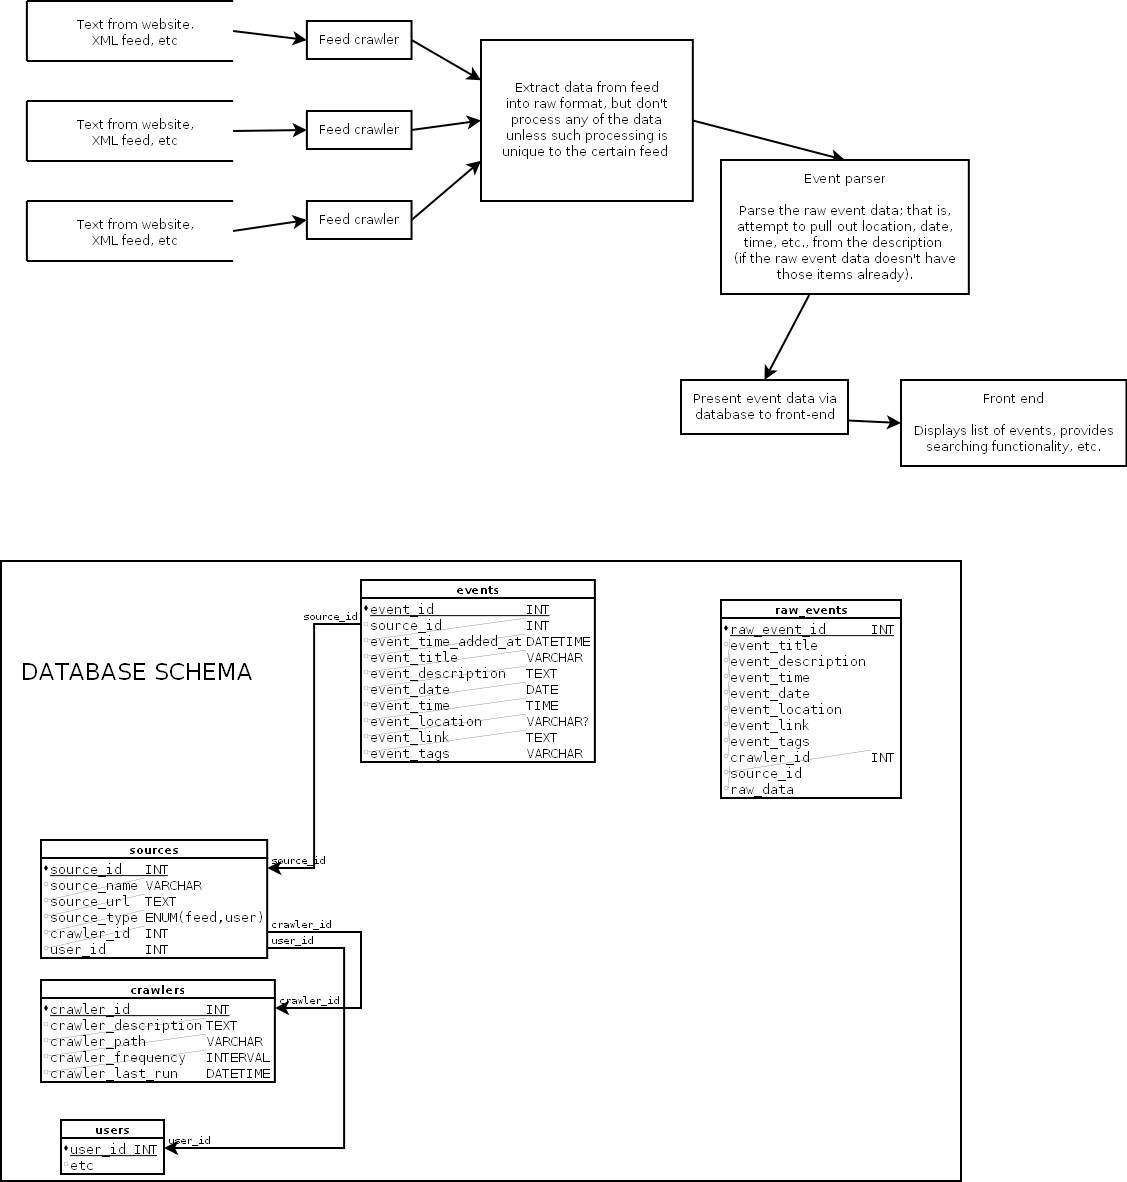 Text from website,
XML feed, etc
Feed crawler
Text from website,
XML feed, etc
Feed crawler
Text from website,
XML feed, etc
Feed crawler
Extract data from feed
into raw format, but don't
process any of the data
unless such processing is
unique to the certain feed
Event parser
Parse the raw event data; that is,
attempt to pull out location, date,
time, etc., from the description
(if the raw event data doesn't have
those items already).
Present event data via
database to front-end
Front end
Displays list of events, provides
searching functionality, etc.
DATABASE SCHEMA
events
event_id INT
source_id INT
event_time_added_at DATETIME
event_title VARCHAR
event_description TEXT
event_date DATE
event_time TIME
event_location VARCHAR?
event_link TEXT
event_tags VARCHAR
source_id
raw_events
raw_event_id INT
event_title
event_description
event_time
event_date
event_location
event_link
event_tags
crawler_id INT
source_id
raw_data
sources
source_id INT
source_name VARCHAR
source_url TEXT
source_type ENUM(feed,user)
crawler_id INT
user_id INT
source_id
crawler_id
user_id
crawlers
crawler_id INT
crawler_description TEXT
crawler_path VARCHAR
crawler_frequency INTERVAL
crawler_last_run DATETIME
crawler_id
users
user_id INT
etc
user_id